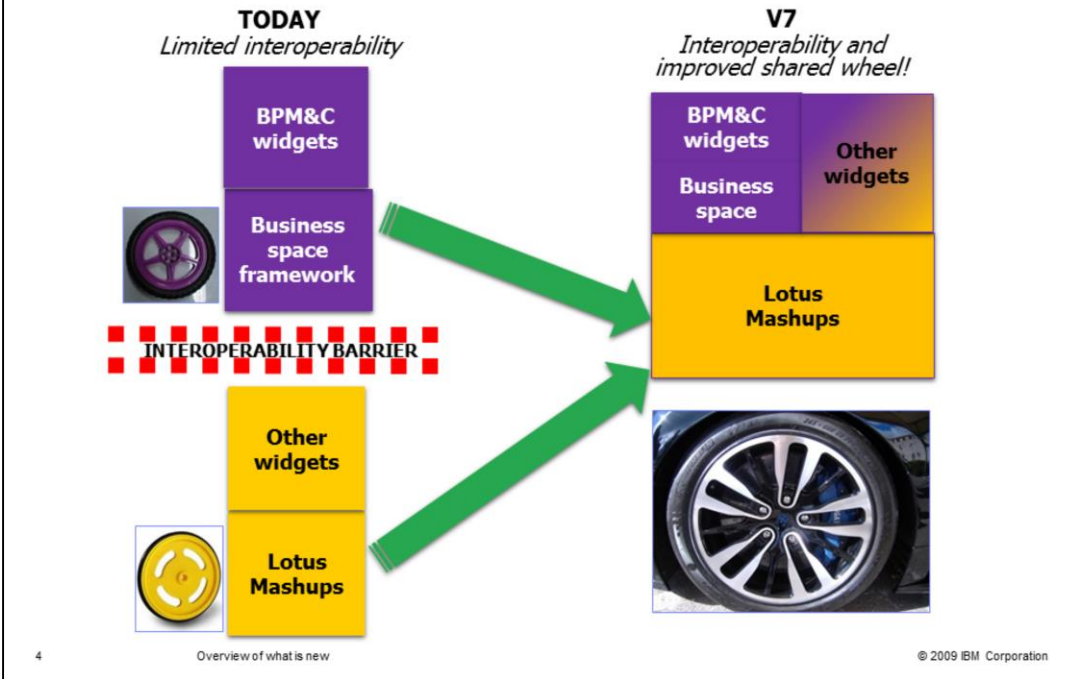 TODAY
Limited interoperability
BPM&C
widgets
Business
space
framework
INTEROPERABILITY BARRIER
Other
widgets
Lotus
Mashups
V7
Interoperability and
improved shared wheel!
BPM&C
widgets
Business
space
Other
widgets
Lotus
Mashups
4
Overview of what is new
© 2009 IBM Corporation